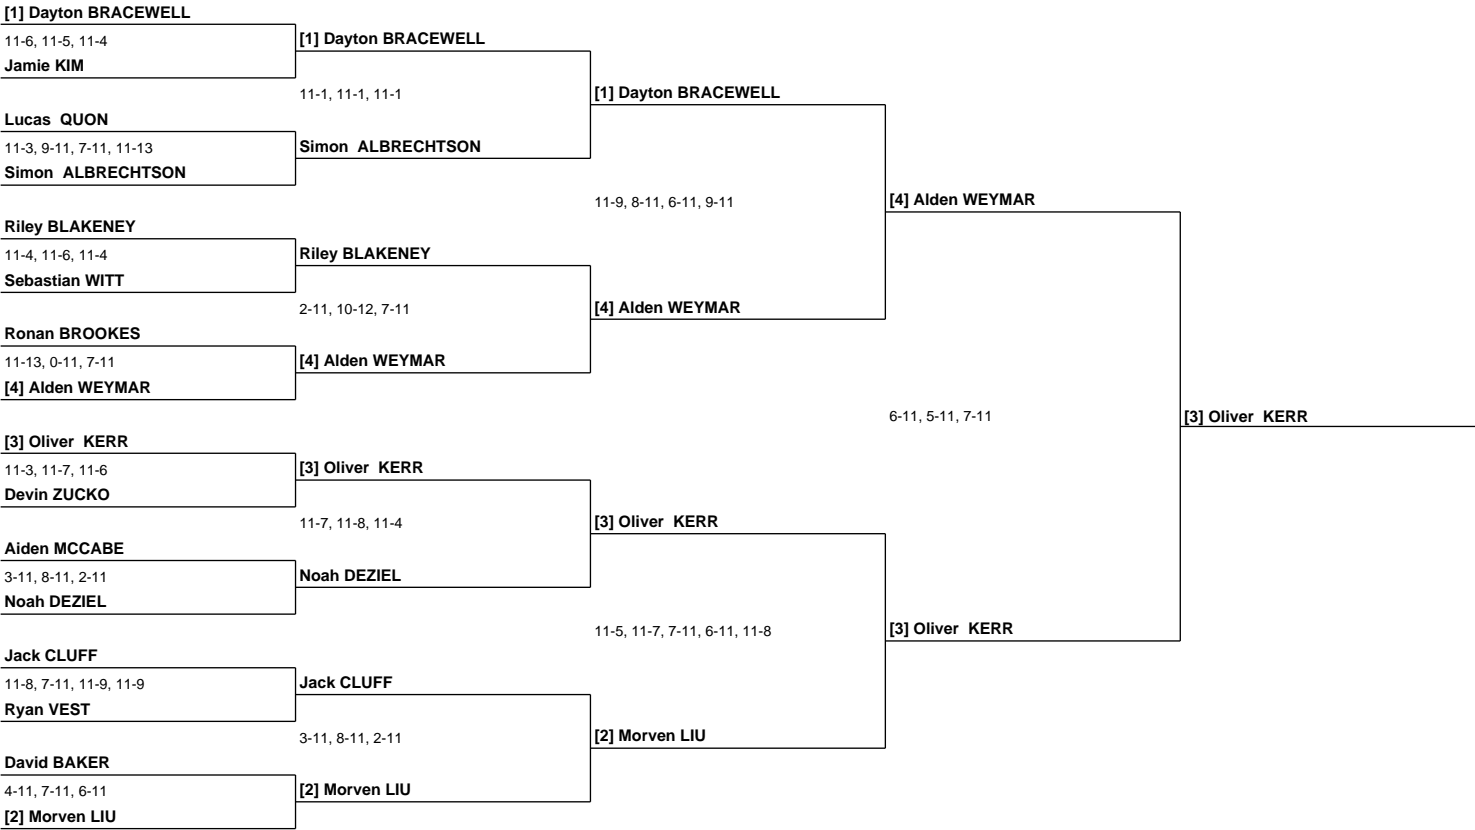 [1] Dayton BRACEWELL
11-6, 11-5, 11-4
Jamie KIM
Lucas  QUON
11-3, 9-11, 7-11, 11-13
Simon  ALBRECHTSON
Riley BLAKENEY
11-4, 11-6, 11-4
Sebastian WITT
Ronan BROOKES
11-13, 0-11, 7-11
[4] Alden WEYMAR
[3] Oliver  KERR
11-3, 11-7, 11-6
Devin ZUCKO
Aiden MCCABE
3-11, 8-11, 2-11
Noah DEZIEL
Jack CLUFF
11-8, 7-11, 11-9, 11-9
Ryan VEST
David BAKER
4-11, 7-11, 6-11
[2] Morven LIU
[1] Dayton BRACEWELL
11-1, 11-1, 11-1
Simon  ALBRECHTSON
Riley BLAKENEY
2-11, 10-12, 7-11
[4] Alden WEYMAR
[3] Oliver  KERR
11-7, 11-8, 11-4
Noah DEZIEL
Jack CLUFF
3-11, 8-11, 2-11
[2] Morven LIU
[1] Dayton BRACEWELL
11-9, 8-11, 6-11, 9-11
[4] Alden WEYMAR
[3] Oliver  KERR
11-5, 11-7, 7-11, 6-11, 11-8
[2] Morven LIU
[4] Alden WEYMAR
6-11, 5-11, 7-11
[3] Oliver  KERR
[3] Oliver  KERR